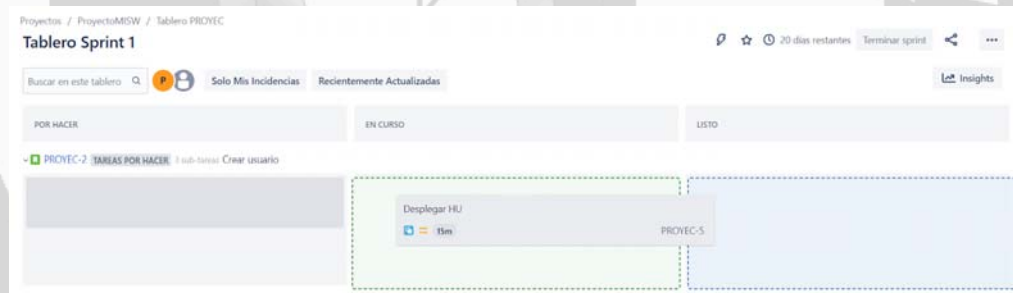 Proyectos / ProyectoMISW / Tablero PROYEC
Tablero Sprint 1
20 días restantes Terminar sprint
Buscar en este tablero P Solo Mis Incidencias Recientemente Actualizadas Insights
POR HACER EN CURSO LISTO
PROYEC-2 TAREAS POR HACER sub-tareas Crear usuario
Desplegar HU
15m PROYEC-5